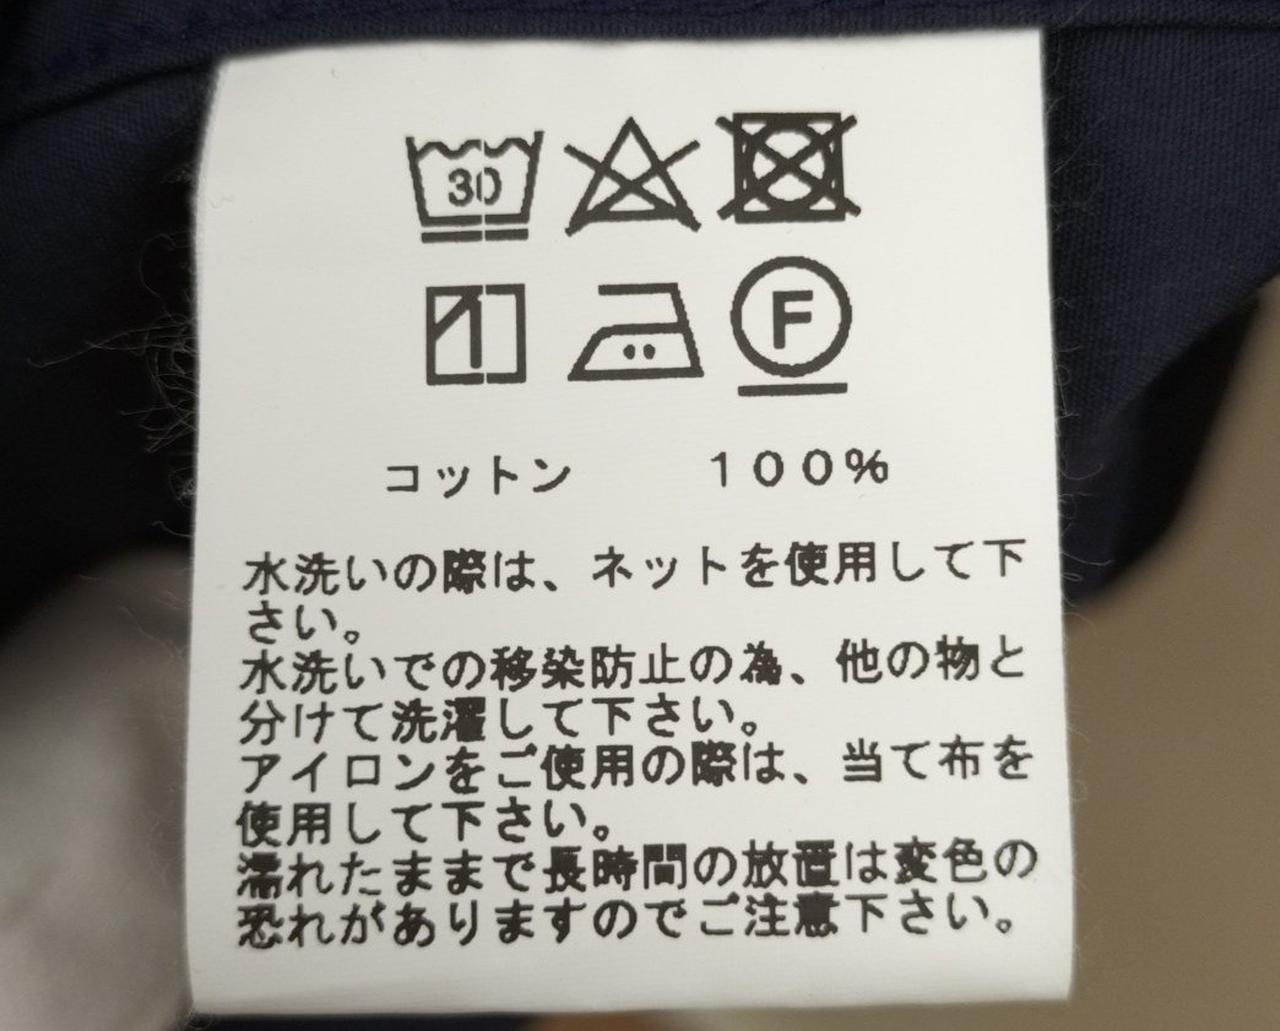 30
F
コットン 100%
水洗いの際は、ネットを使用して下
さい。
水洗いでの移染防止の為、他の物と
分けて洗濯して下さい。
アイロンをご使用の際は、当て布を
使用して下さい。
濡れたままで長時間の放置は変色の
恐れがありますのでご注意下さい。